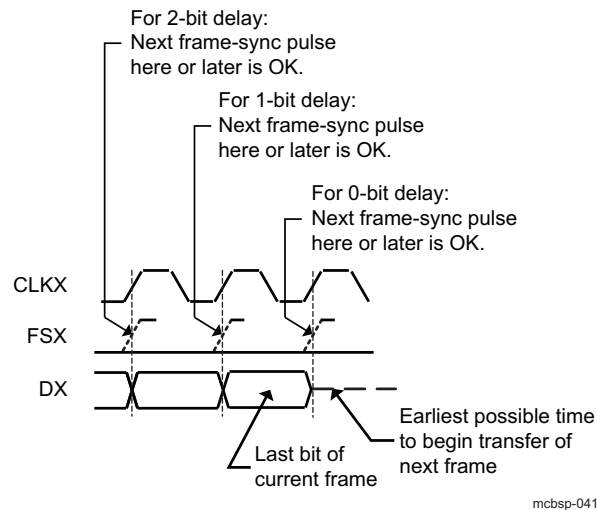 For 2-bit delay:
Next frame-sync pulse
here or later is OK.
For 1-bit delay:
Next frame-sync pulse
here or later is OK.
For 0-bit delay:
Next frame-sync pulse
here or later is OK.
CLKX
FSX
DX
Last bit of
current frame
Earliest possible time
to begin transfer of
next frame
mcbsp-041